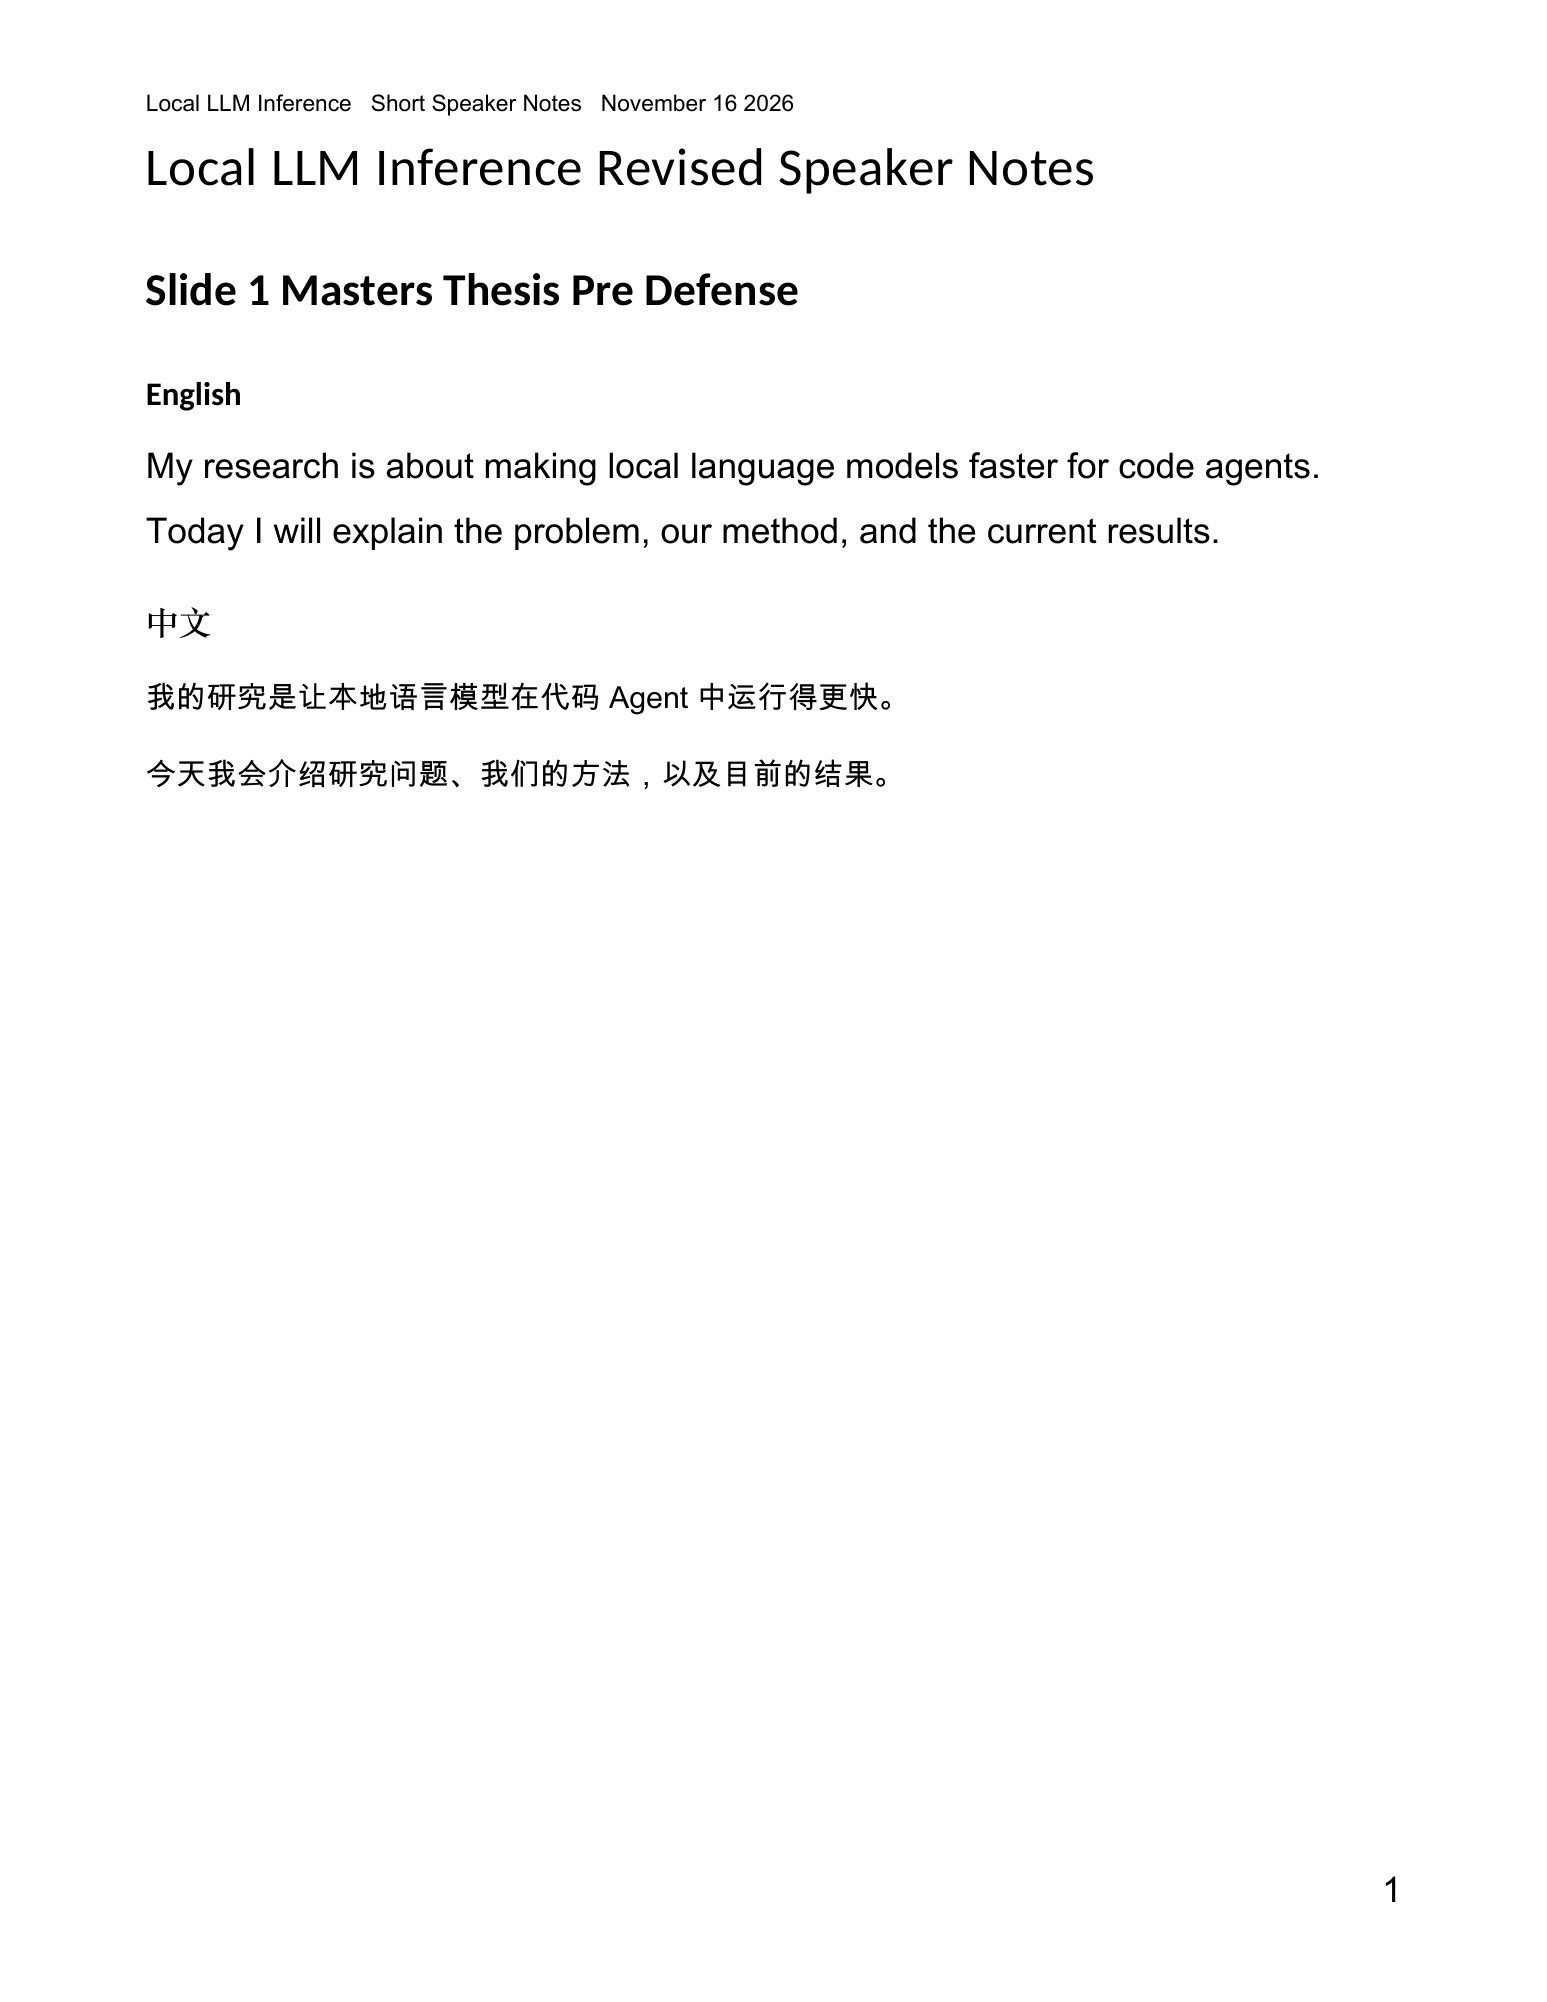 Local LLM Inference   Short Speaker Notes   November 16 2026
Local LLM Inference Revised Speaker Notes
Slide 1 Masters Thesis Pre Defense
English
My research is about making local language models faster for code agents.
Today I will explain the problem, our method, and the current results.
中文
我的研究是让本地语言模型在代码 Agent 中运行得更快。
今天我会介绍研究问题、我们的方法，以及目前的结果。
1